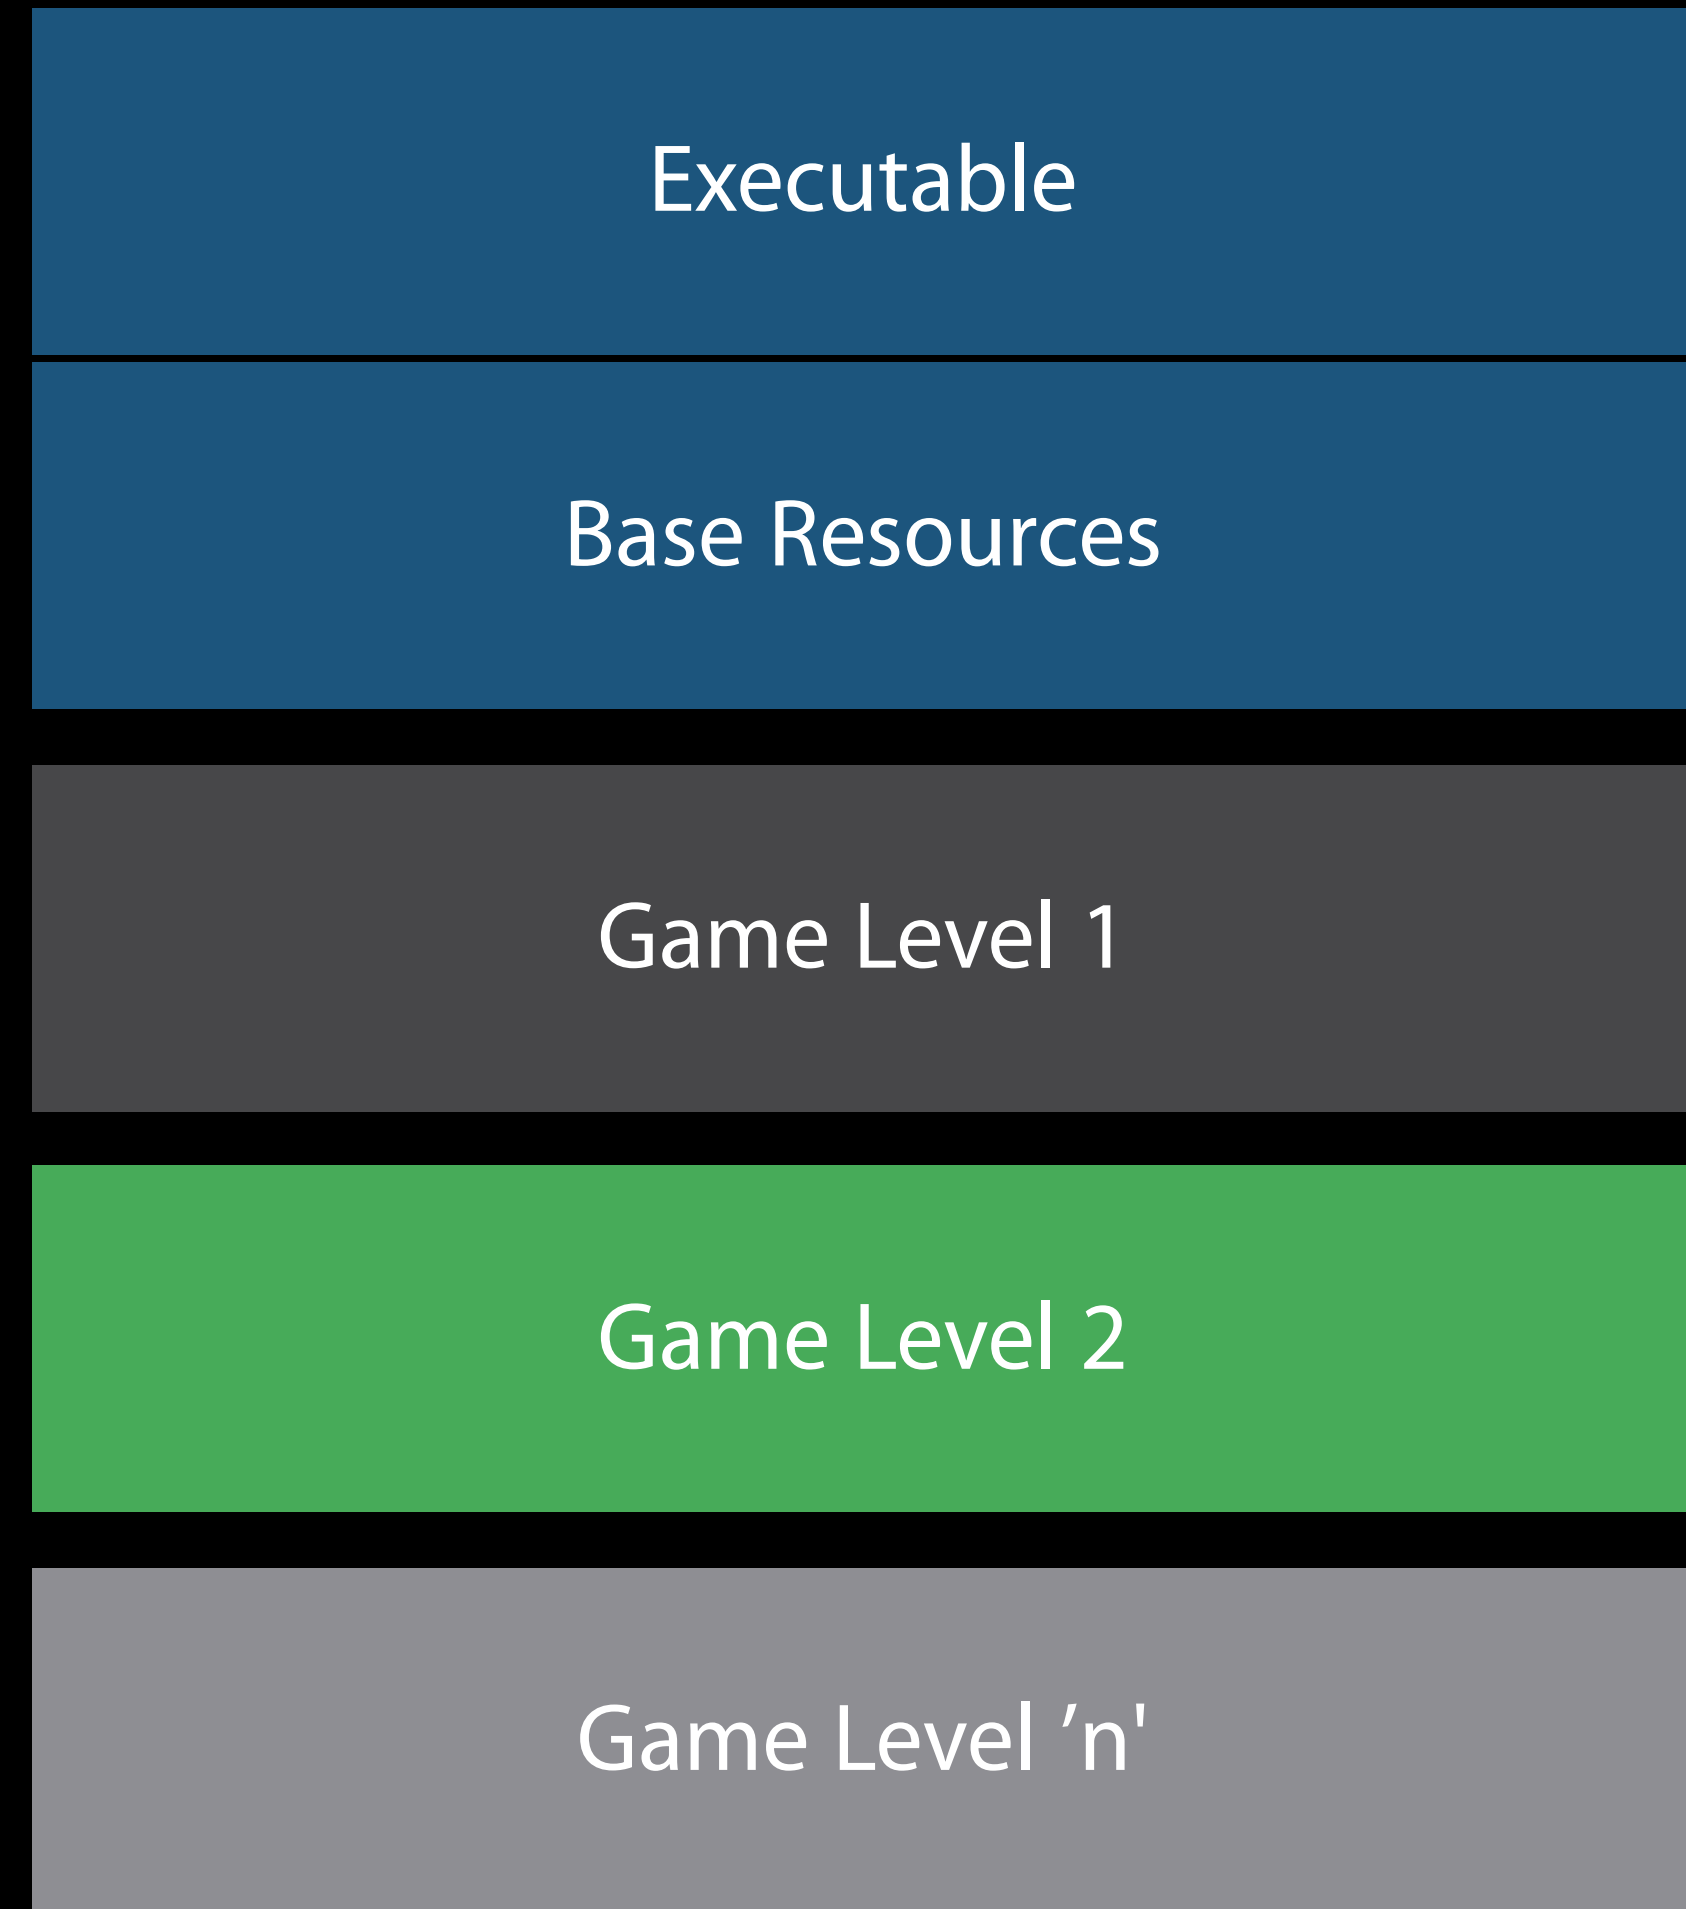 Executable
Base Resources
Game Level 1
Game Level 2
Game Level ’n'